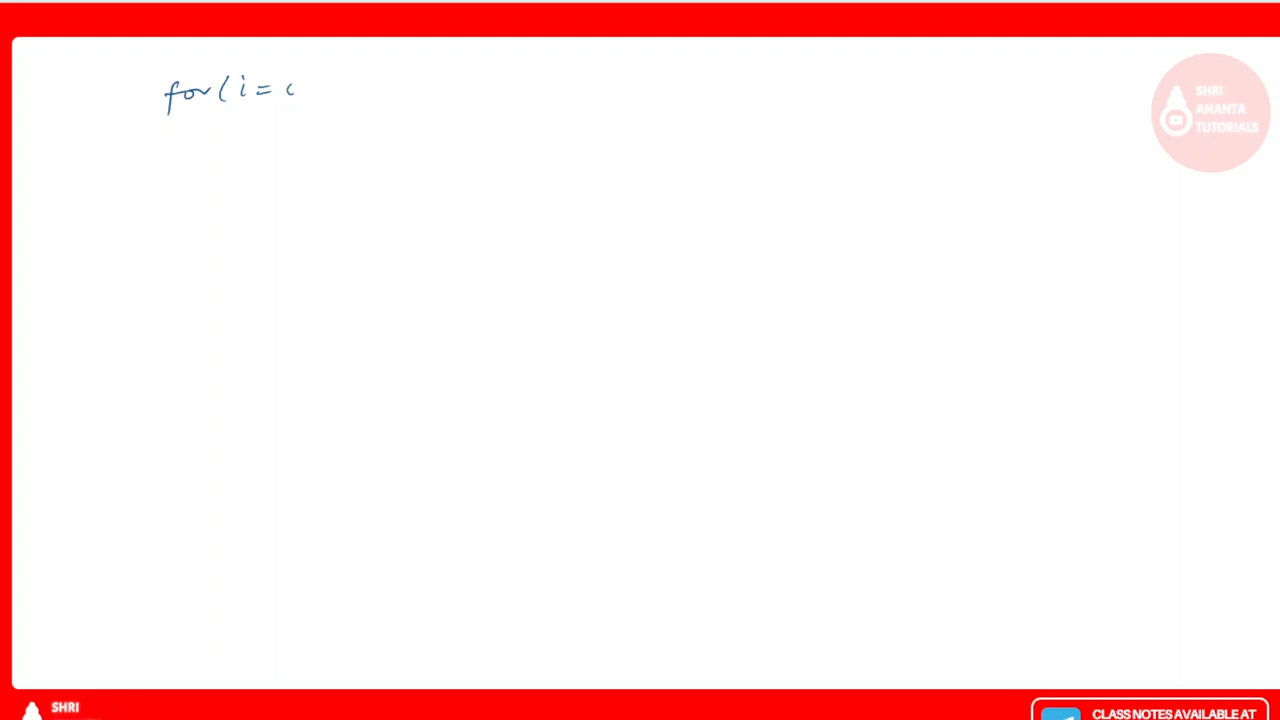 for( i = c
SHRI
ANANTA
TUTORIALS
SHRI
CLASS NOTES AVAILABLE AT